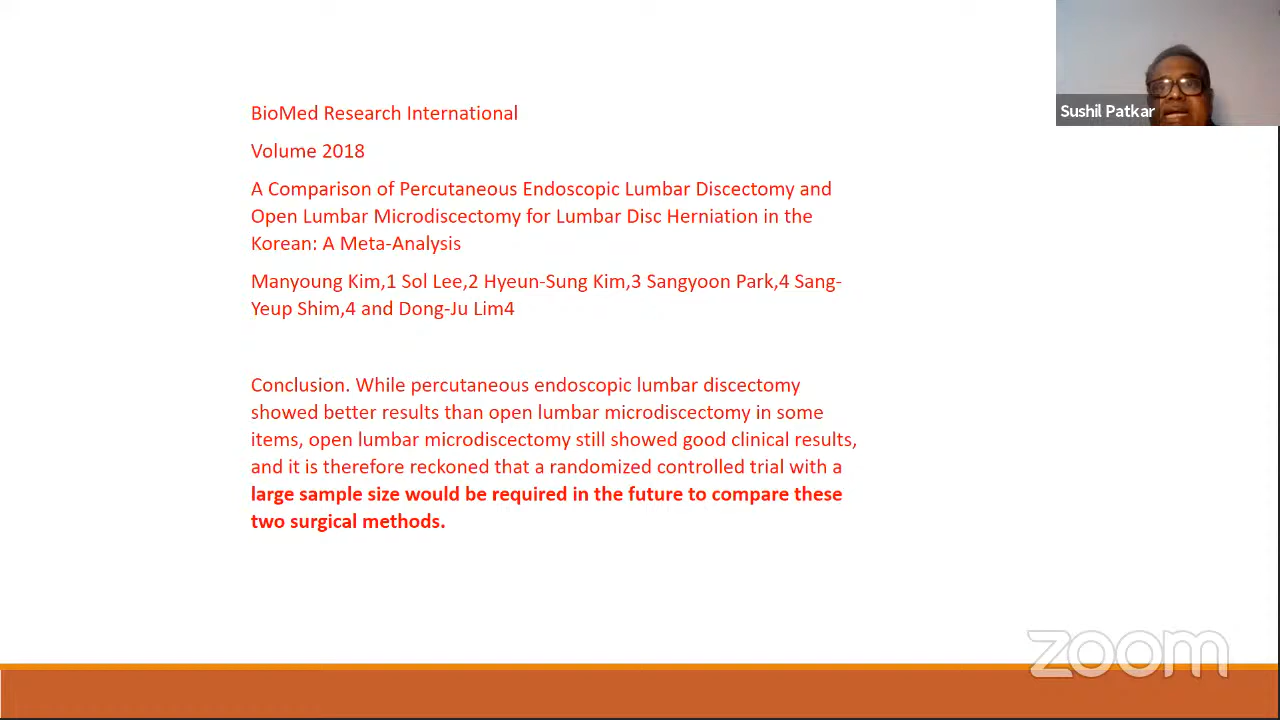 BioMed Research International
Volume 2018
A Comparison of Percutaneous Endoscopic Lumbar Discectomy and
Open Lumbar Microdiscectomy for Lumbar Disc Herniation in the
Korean: A Meta-Analysis
Manyoung Kim,1 Sol Lee,2 Hyeun-Sung Kim,3 Sangyoon Park,4 Sang-
Yeup Shim,4 and Dong-Ju Lim4
Conclusion. While percutaneous endoscopic lumbar discectomy
showed better results than open lumbar microdiscectomy in some
items, open lumbar microdiscectomy still showed good clinical results,
and it is therefore reckoned that a randomized controlled trial with a
large sample size would be required in the future to compare these
two surgical methods.
Sushil Patkar
zoom